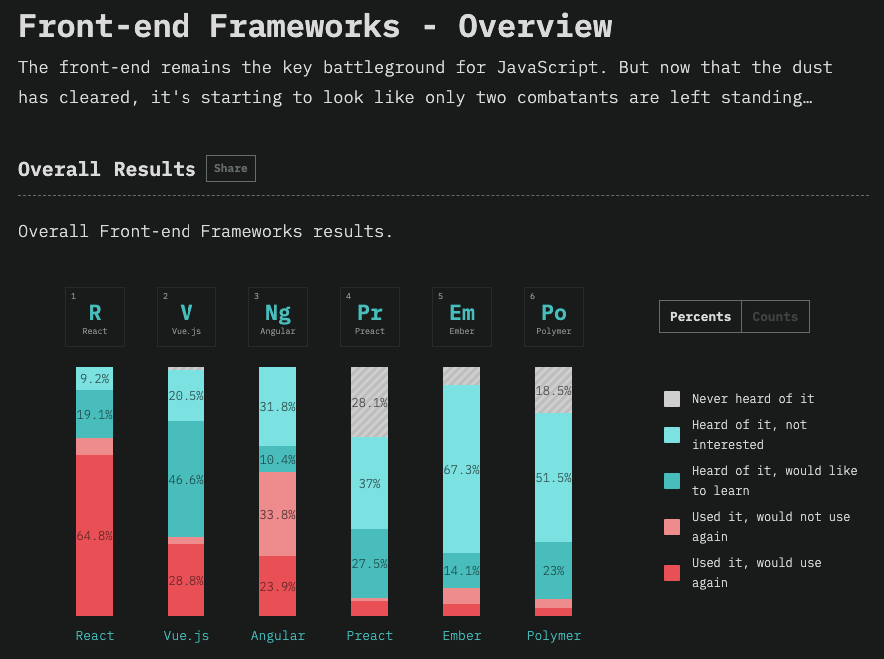 Front-end Frameworks - Overview
The front-end remains the key battleground for JavaScript. But now that the dust
has cleared, it's starting to look like only two combatants are left standing…
Overall Results Share
Overall Front-end Frameworks results.
1 R React
2 V Vue.js
3 Ng Angular
4 Pr Preact
5 Em Ember
6 Po Polymer
Percents Counts
9.2%
19.1%
64.8%
20.5%
46.6%
28.8%
31.8%
10.4%
33.8%
23.9%
28.1%
37%
27.5%
67.3%
14.1%
18.5%
51.5%
23%
React Vue.js Angular Preact Ember Polymer
Never heard of it
Heard of it, not
interested
Heard of it, would like
to learn
Used it, would not use
again
Used it, would use
again